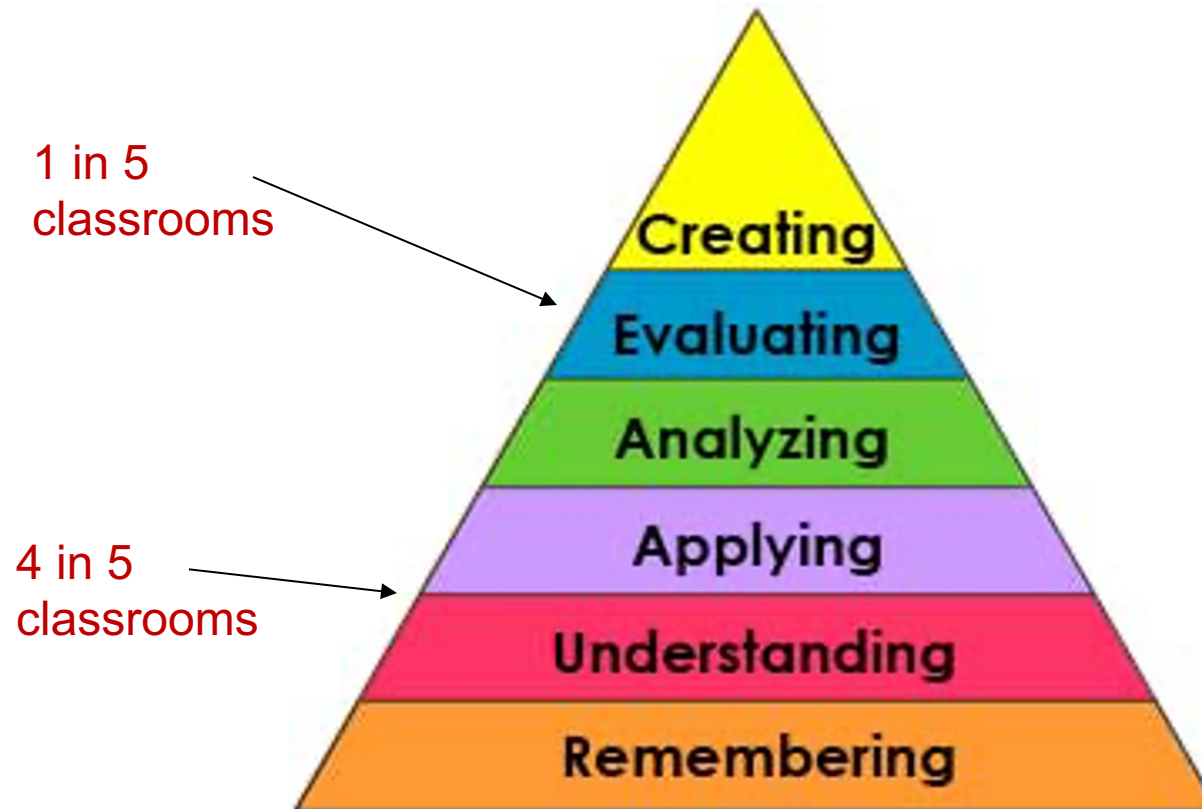 1 in 5
classrooms
Creating
Evaluating
Analyzing
Applying
4 in 5
classrooms
Understanding
Remembering